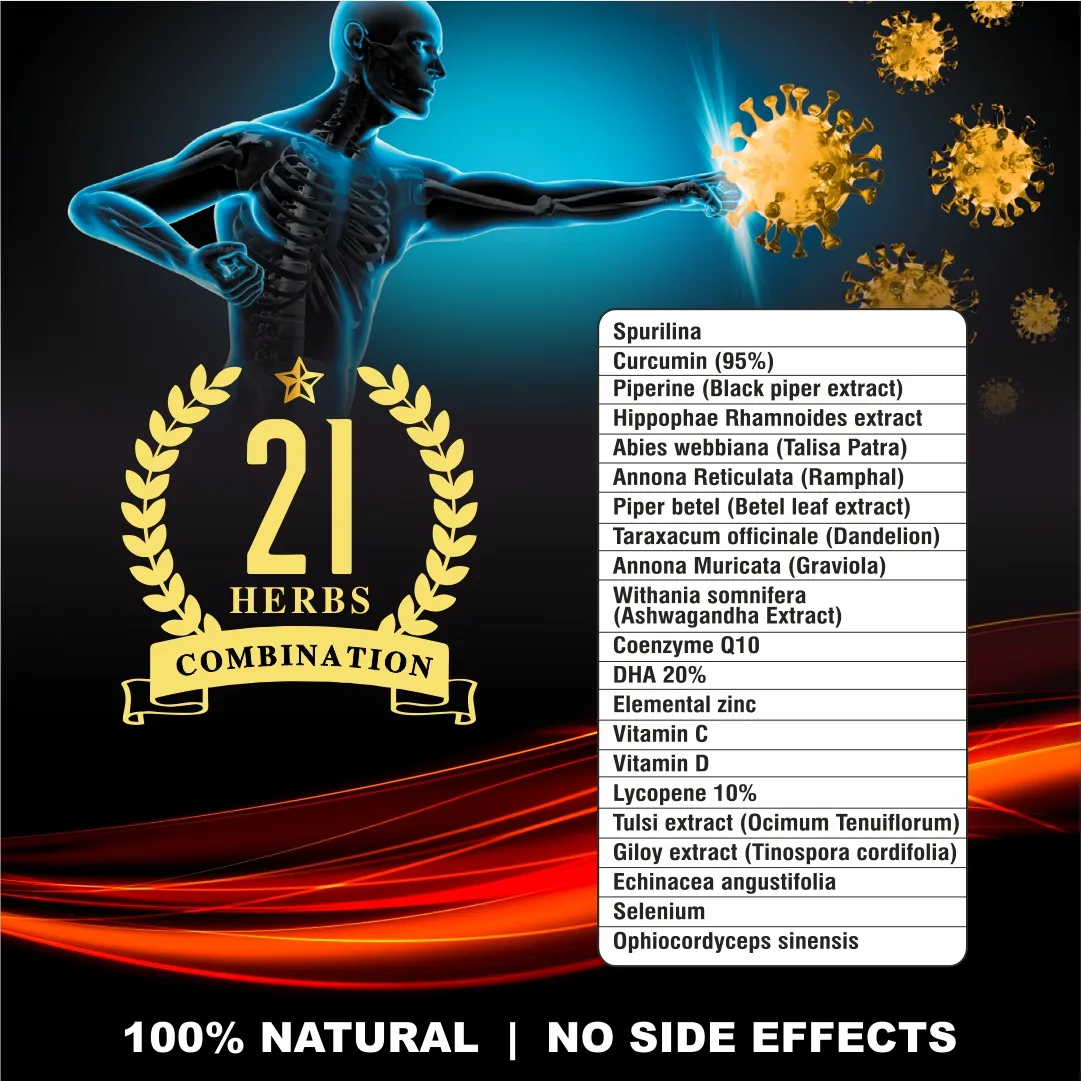 21
HERBS
COMBINATION
Spurilina
Curcumin (95%)
Piperine (Black piper extract)
Hippophae Rhamnoides extract
Abies webbiana (Talisa Patra)
Annona Reticulata (Ramphal)
Piper betel (Betel leaf extract)
Taraxacum officinale (Dandelion)
Annona Muricata (Graviola)
Withania somnifera
(Ashwagandha Extract)
Coenzyme Q10
DHA 20%
Elemental zinc
Vitamin C
Vitamin D
Lycopene 10%
Tulsi extract (Ocimum Tenuiflorum)
Giloy extract (Tinospora cordifolia)
Echinacea angustifolia
Selenium
Ophiocordyceps sinensis
100% NATURAL | NO SIDE EFFECTS